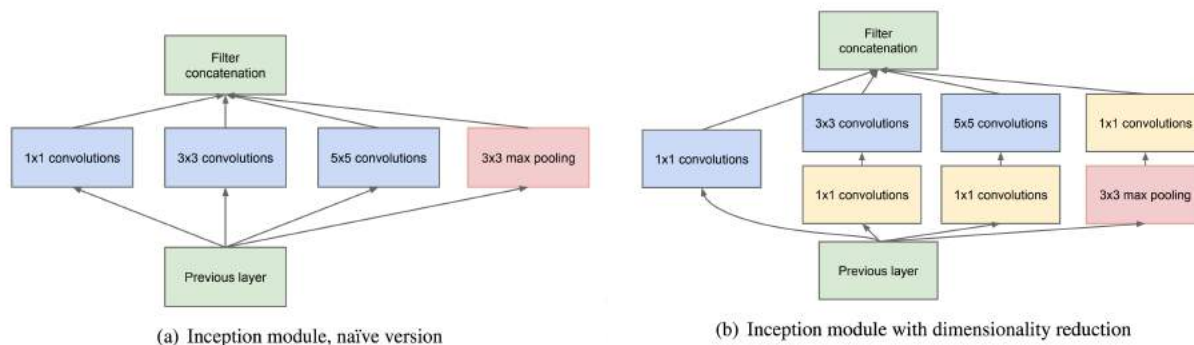 Filter
concatenation
1x1 convolutions
3x3 convolutions
5x5 convolutions
3x3 max pooling
Previous layer
(a) Inception module, naïve version
Filter
concatenation
3x3 convolutions
5x5 convolutions
1x1 convolutions
1x1 convolutions
1x1 convolutions
1x1 convolutions
3x3 max pooling
Previous layer
(b) Inception module with dimensionality reduction